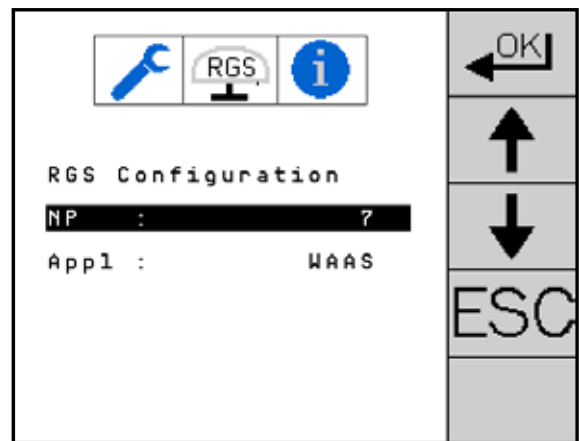 RGS
i
OK
RGS Configuration
NP : 7
Appl : WAAS
ESC